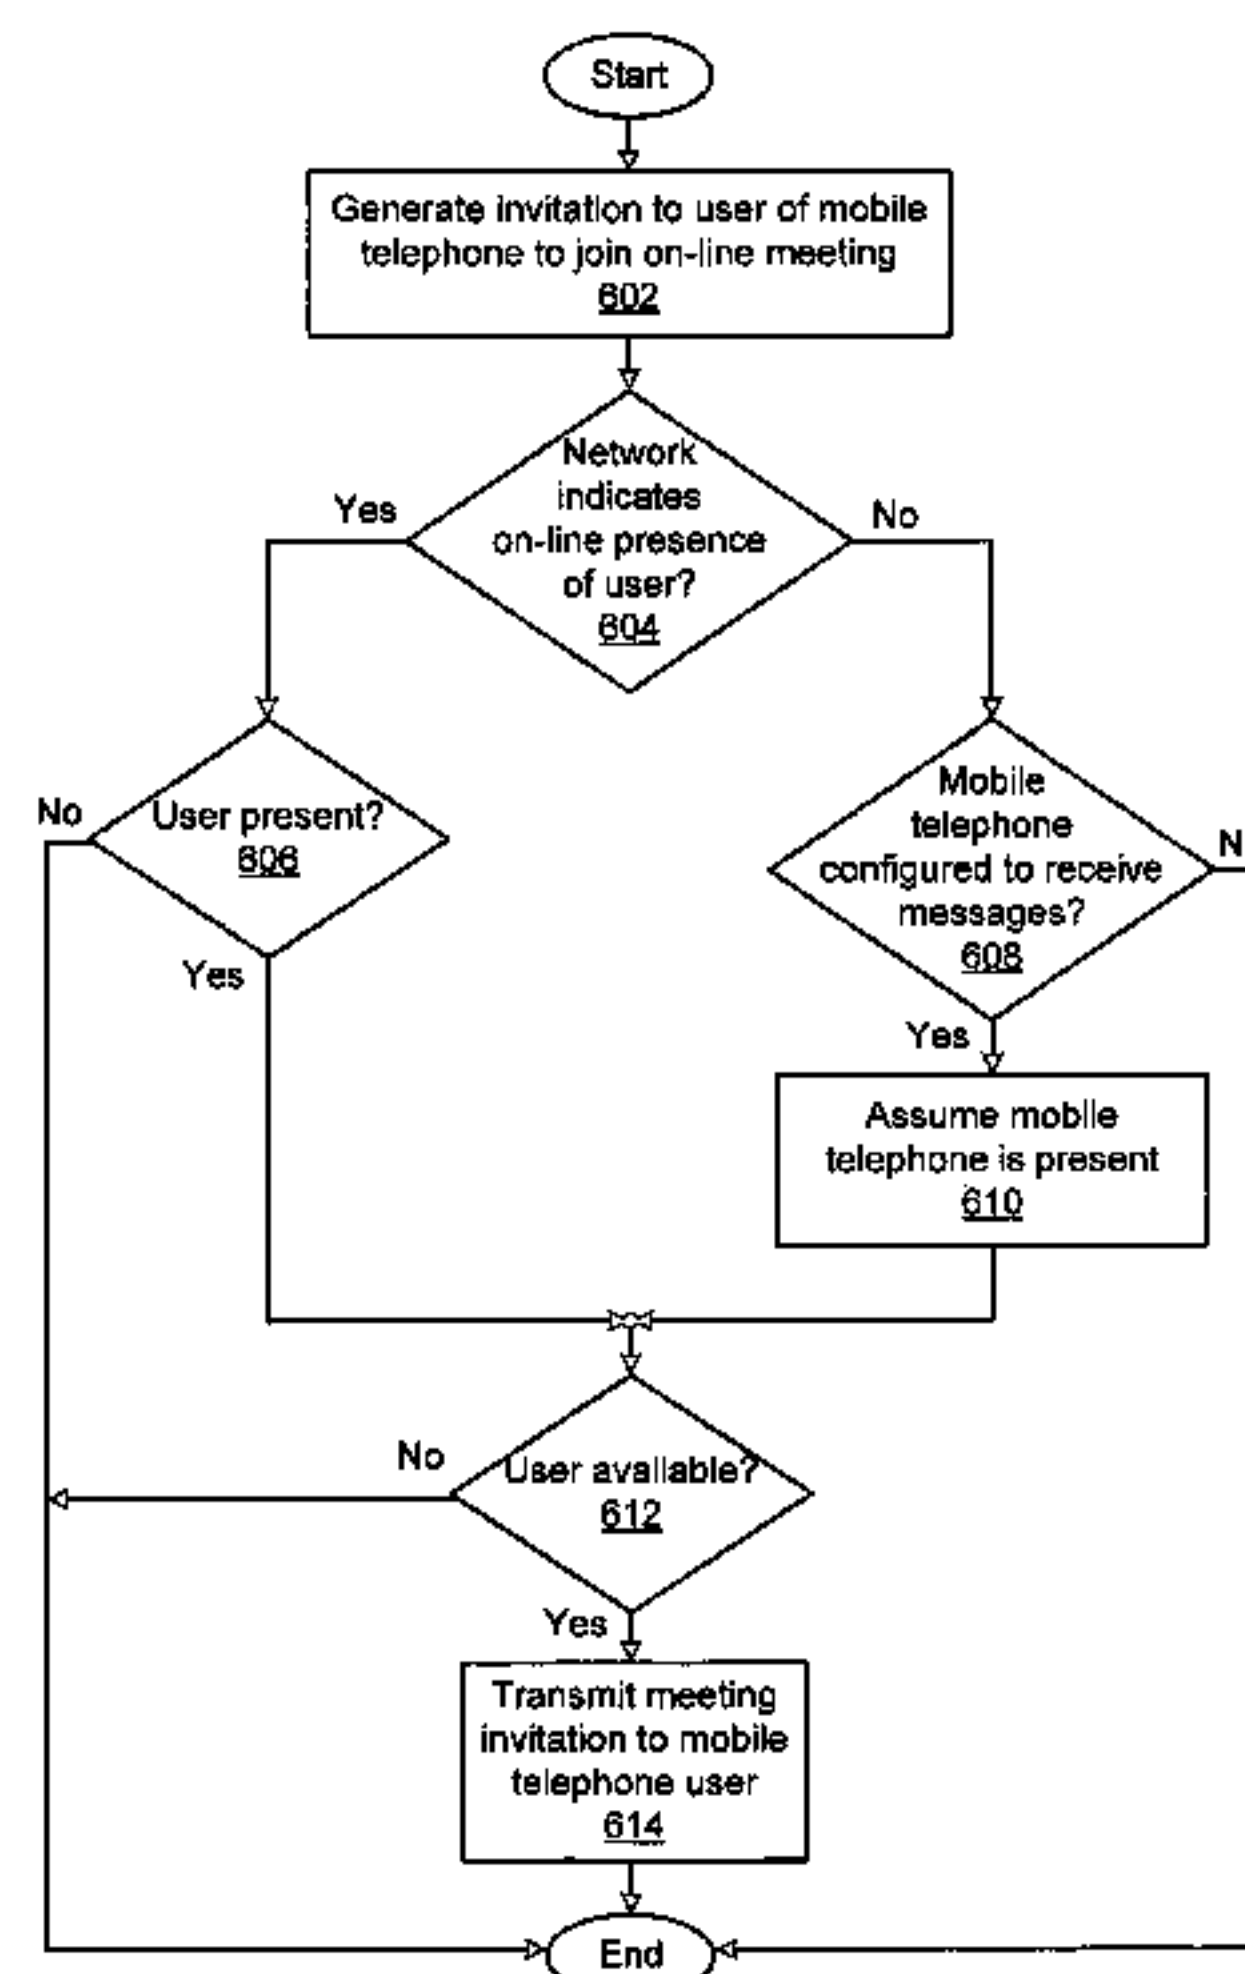 Start
Generate invitation to user of mobile
telephone to join on-line meeting
602
Network
indicates
on-line presence
of user?
604
Yes
No
User present?
606
No
Yes
Mobile
telephone
configured to receive
messages?
608
N
Yes
Assume mobile
telephone is present
610
User available?
612
No
Yes
Transmit meeting
invitation to mobile
telephone user
614
End